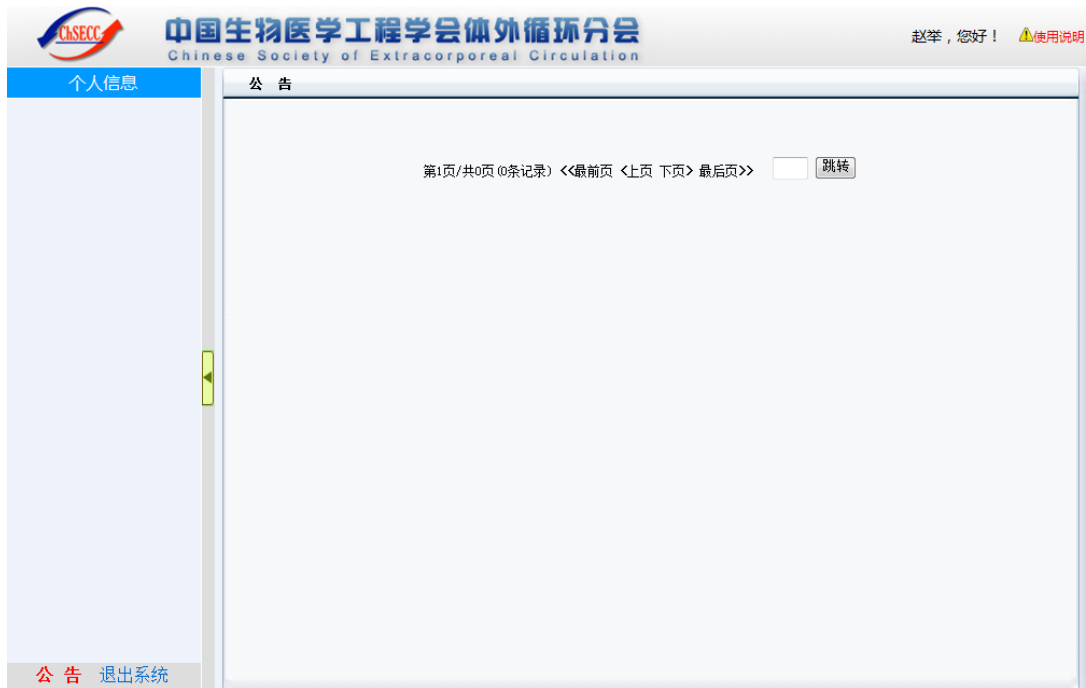 ChSECC
中国生物医学工程学会体外循环分会
Chinese Society of Extracorporeal Circulation
赵举，您好！ 使用说明
个人信息
公 告
第1页/共0页(0条记录) <<最前页 <上页 下页> 最后页>> 跳转
公 告 退出系统